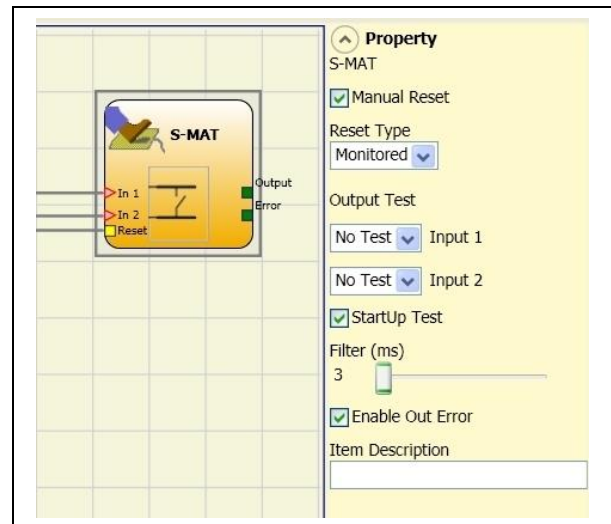 S-MAT
In 1
In 2
Reset
Output
Error
Property
S-MAT
Manual Reset
Reset Type
Monitored
Output Test
No Test Input 1
No Test Input 2
StartUp Test
Filter (ms)
3
Enable Out Error
Item Description